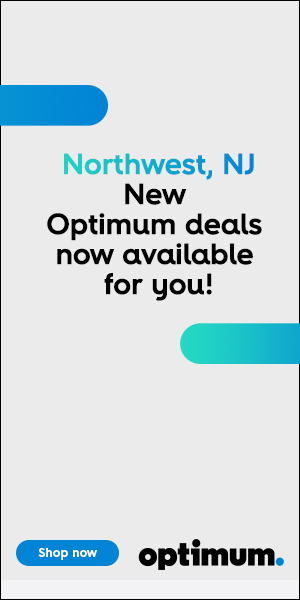 Northwest, NJ
New
Optimum deals
now available
for you!
Shop now
optimum.